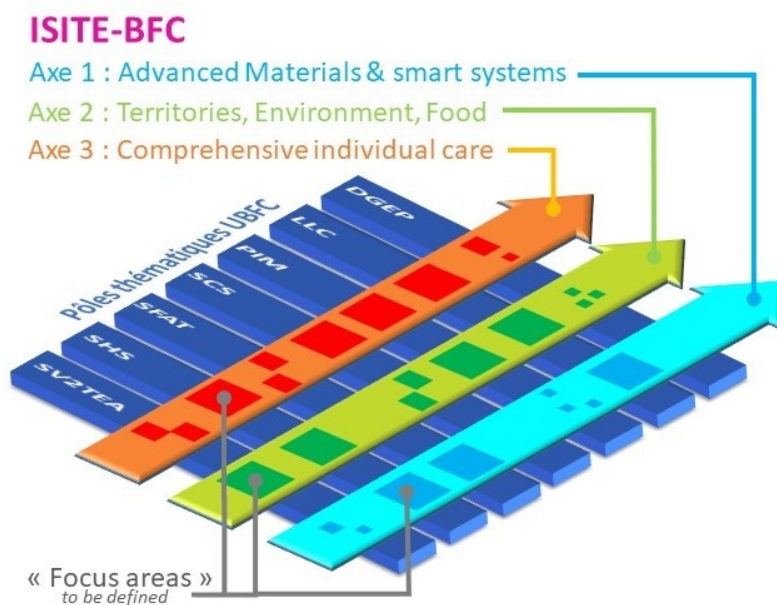 ISITE-BFC
Axe 1 : Advanced Materials & smart systems
Axe 2 : Territories, Environment, Food
Axe 3 : Comprehensive individual care
Pôles thématiques UBFC
DGEP
LLC
PIM
SCS
SFAT
SHS
SV2TEA
« Focus areas »
to be defined